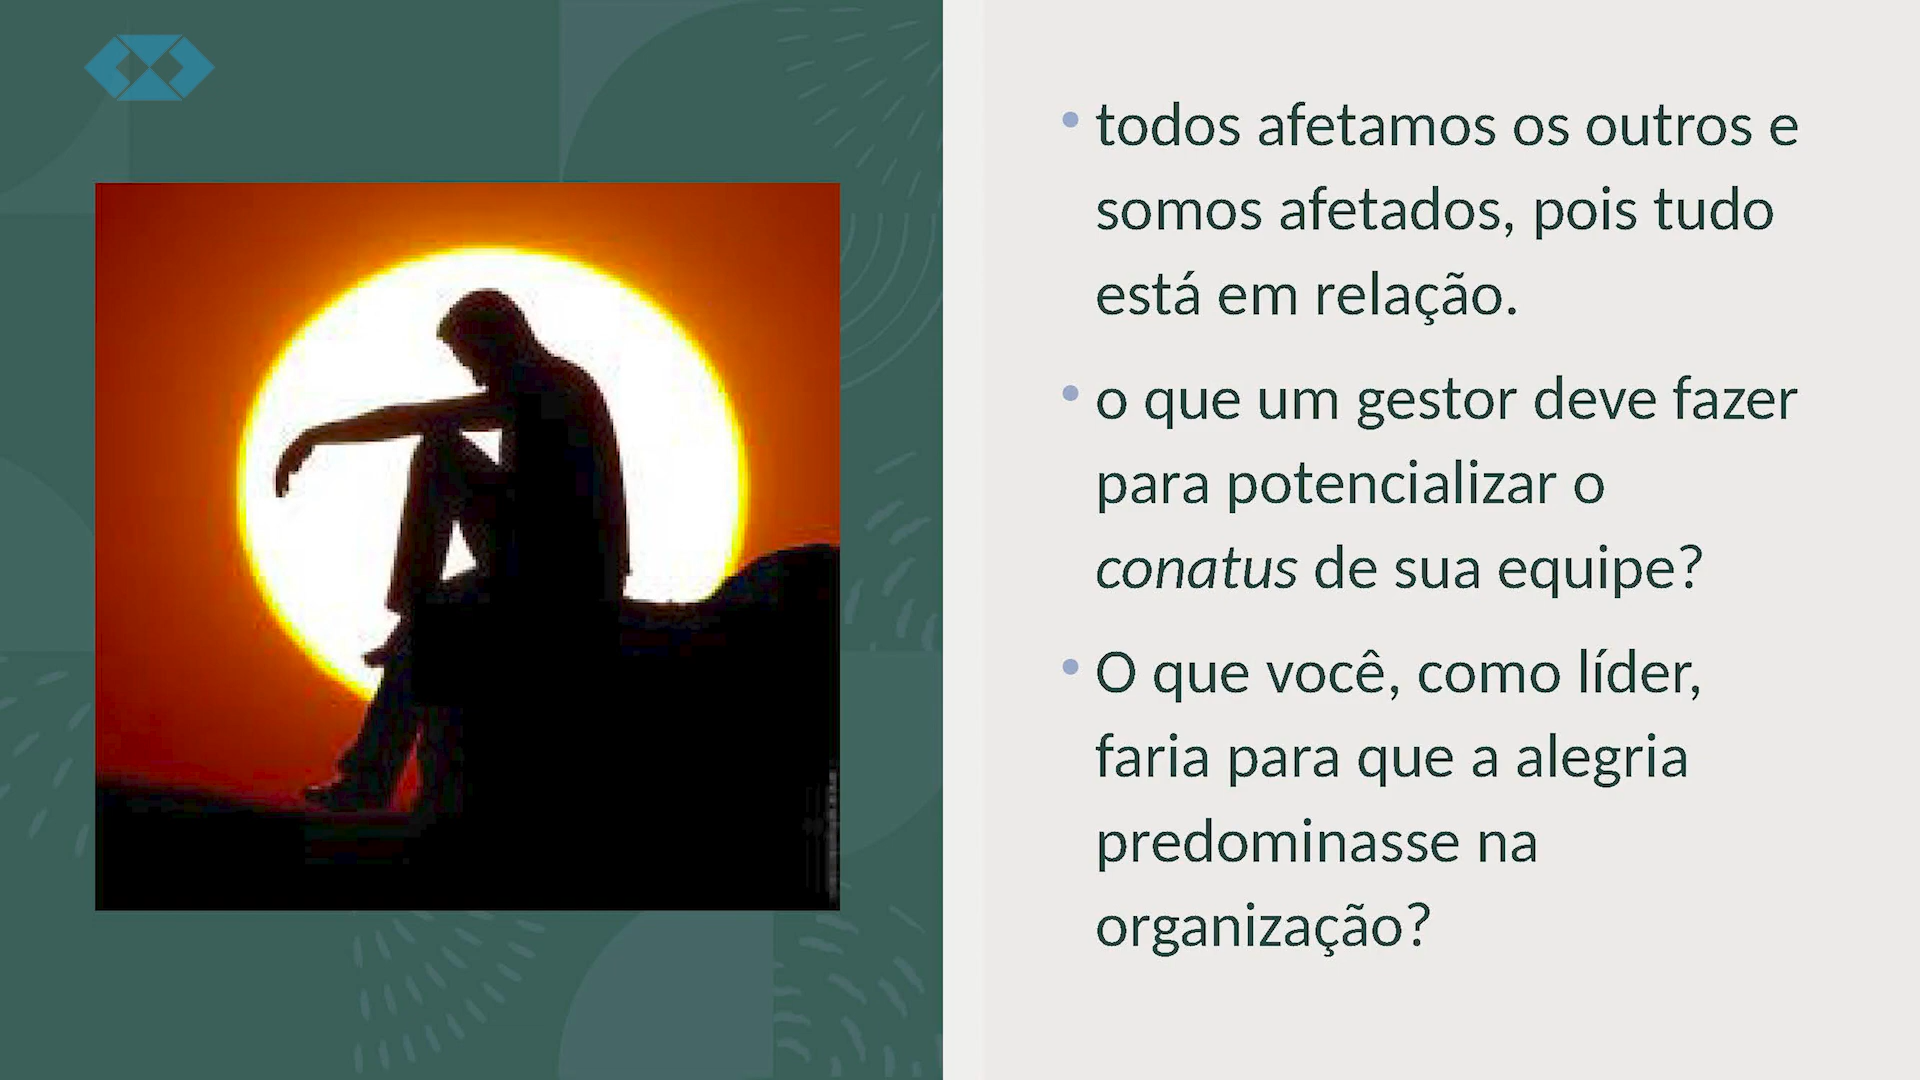 • todos afetamos os outros e
somos afetados, pois tudo
está em relação.
• o que um gestor deve fazer
para potencializar o
conatus de sua equipe?
• O que você, como líder,
faria para que a alegria
predominasse na
organização?